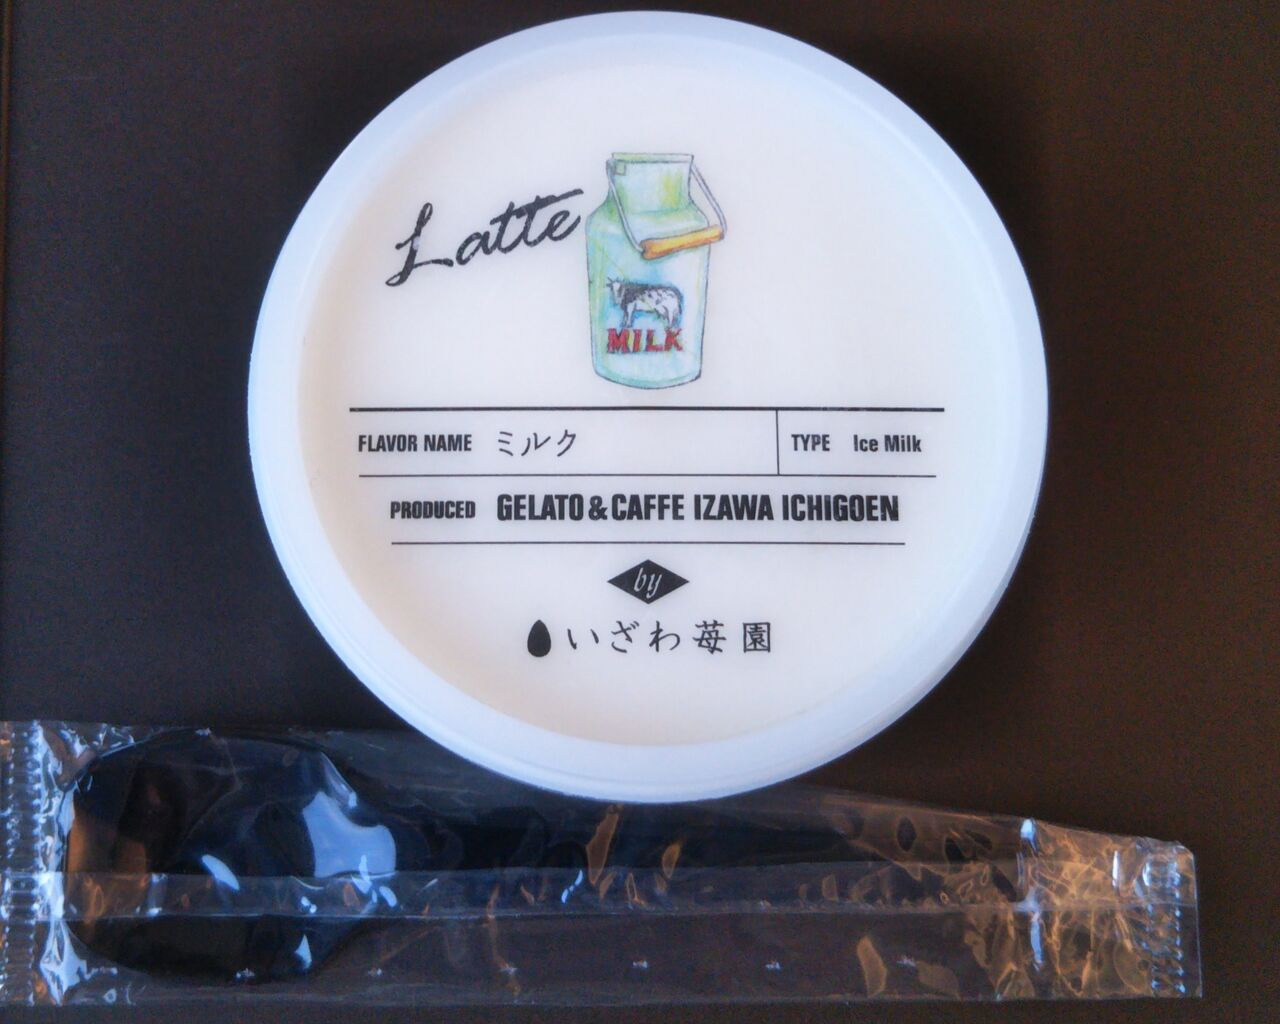 Latte
MILK
FLAVOR NAME ミルク TYPE Ice Milk
PRODUCED GELATO & CAFFE IZAWA ICHIGOEN
by
いざわ苺園